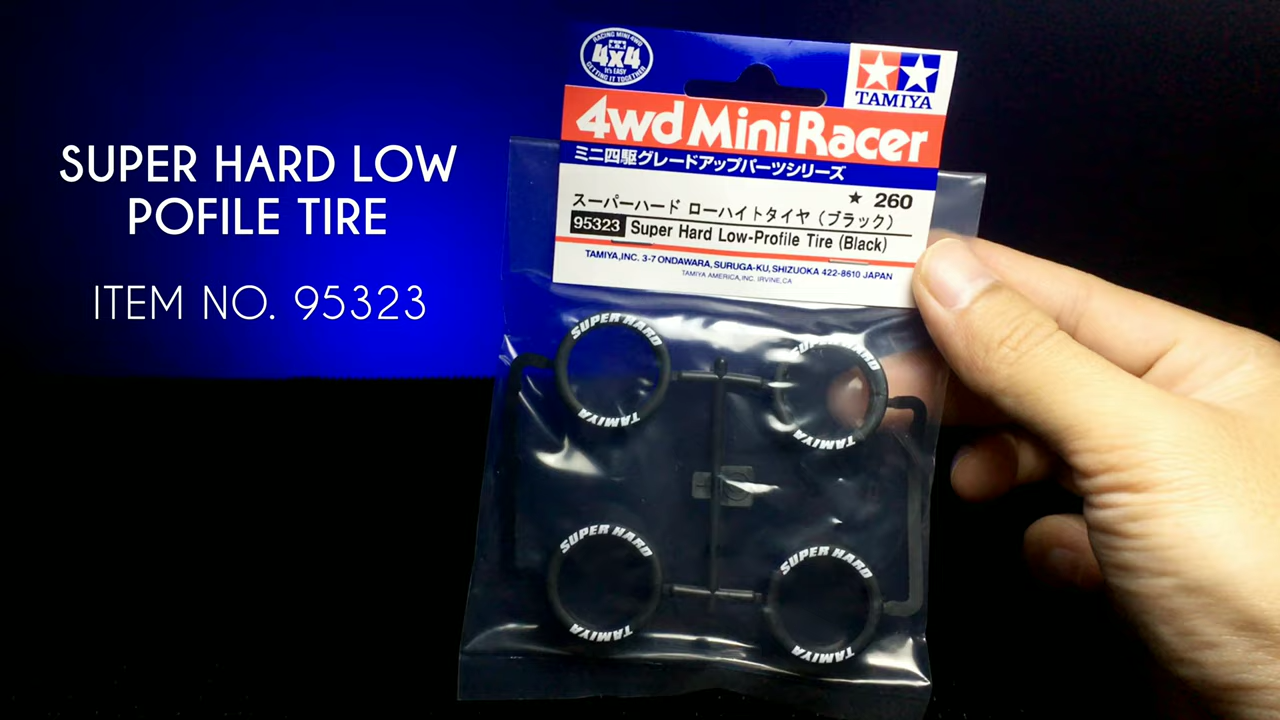 SUPER HARD LOW
POFILE TIRE
ITEM NO. 95323
RACING MINI 4WD
4x4
It's EASY
GETTING IT TOGETHER
TAMIYA
4wd Mini Racer
ミニ四駆グレードアップパーツシリーズ
★ 260
スーパーハード ローハイトタイヤ（ブラック）
95323 Super Hard Low-Profile Tire (Black)
TAMIYA,INC. 3-7 ONDAWARA, SURUGA-KU, SHIZUOKA 422-8610 JAPAN
TAMIYA AMERICA, INC. IRVINE, CA
SUPER HARD
TAMIYA
SUPER HARD
TAMIYA
SUPER HARD
TAMIYA
SUPER HARD
TAMIYA